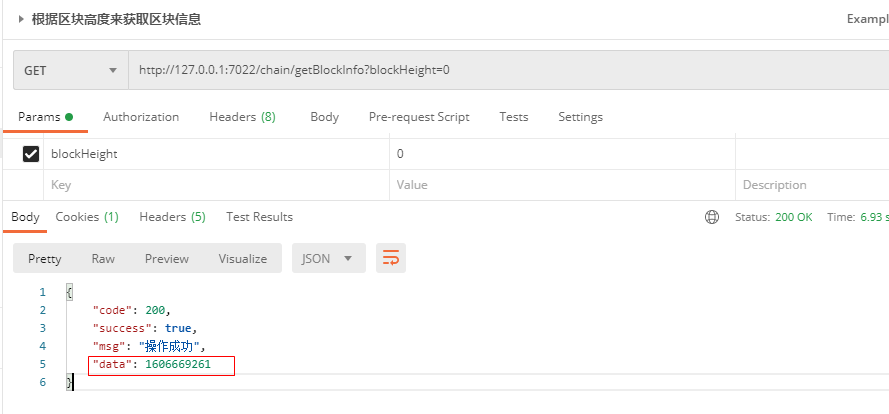 根据区块高度来获取区块信息
Exampl
GET
http://127.0.0.1:7022/chain/getBlockInfo?blockHeight=0
Params
Authorization
Headers (8)
Body
Pre-request Script
Tests
Settings
blockHeight
0
Key
Value
Description
Body
Cookies (1)
Headers (5)
Test Results
Status: 200 OK
Time: 6.93 s
Pretty
Raw
Preview
Visualize
JSON
1 {
2 "code": 200,
3 "success": true,
4 "msg": "操作成功",
5 "data": 1606669261
6 }